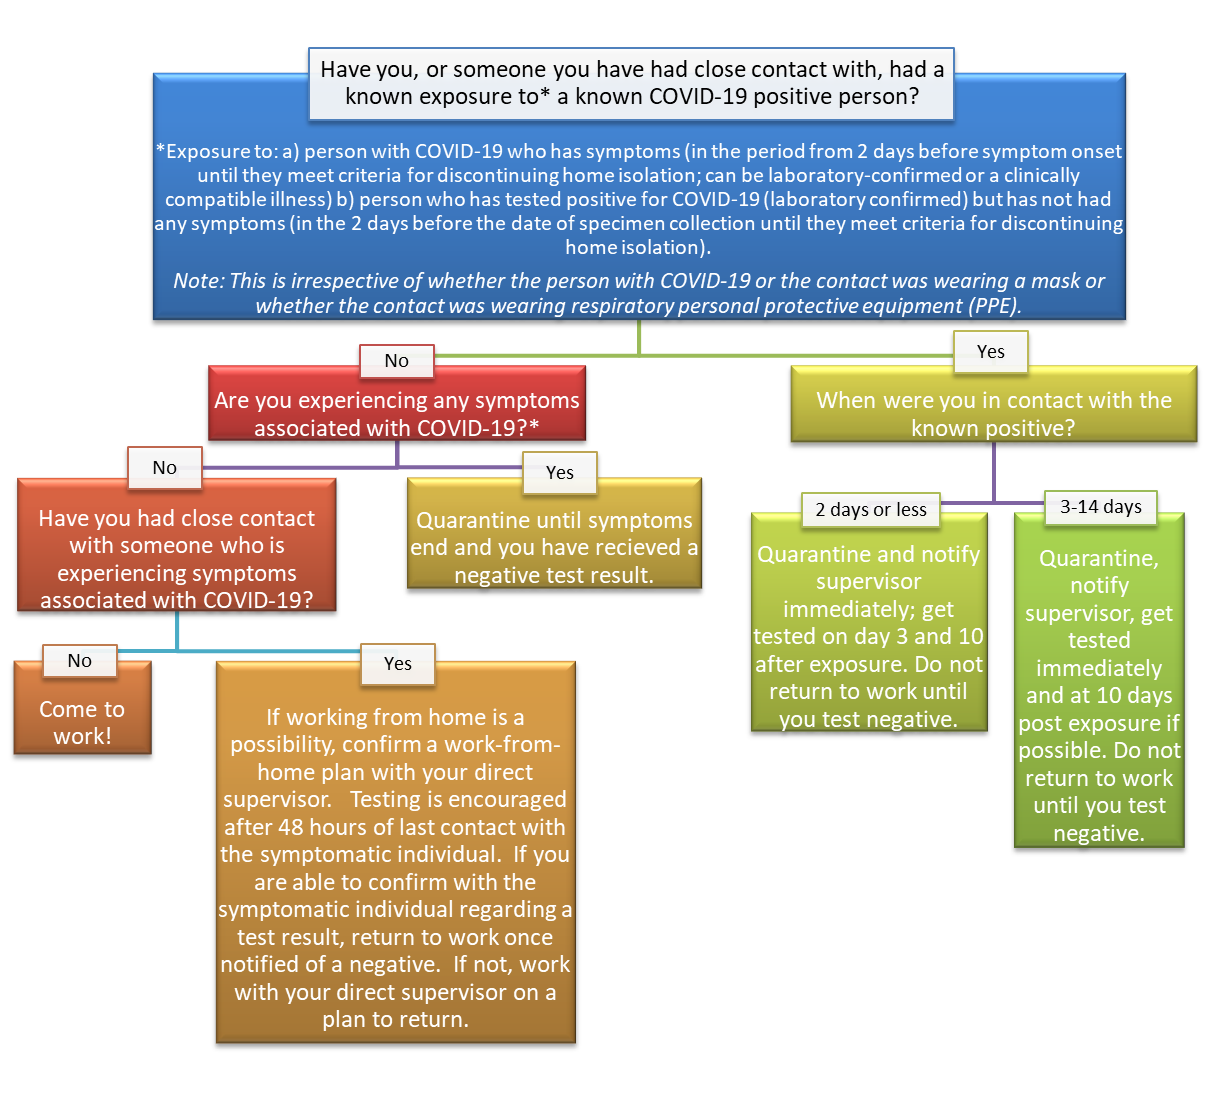 Have you, or someone you have had close contact with, had a
known exposure to* a known COVID-19 positive person?
*Exposure to: a) person with COVID-19 who has symptoms (in the period from 2 days before symptom onset
until they meet criteria for discontinuing home isolation; can be laboratory-confirmed or a clinically
compatible illness) b) person who has tested positive for COVID-19 (laboratory confirmed) but has not had
any symptoms (in the 2 days before the date of specimen collection until they meet criteria for discontinuing
home isolation).
Note: This is irrespective of whether the person with COVID-19 or the contact was wearing a mask or
whether the contact was wearing respiratory personal protective equipment (PPE).
No
Are you experiencing any symptoms
associated with COVID-19?*
No
Have you had close contact
with someone who is
experiencing symptoms
associated with COVID-19?
No
Come to
work!
Yes
If working from home is a
possibility, confirm a work-from-
home plan with your direct
supervisor.   Testing is encouraged
after 48 hours of last contact with
the symptomatic individual.  If you
are able to confirm with the
symptomatic individual regarding a
test result, return to work once
notified of a negative.  If not, work
with your direct supervisor on a
plan to return.
Yes
Quarantine until symptoms
end and you have recieved a
negative test result.
Yes
When were you in contact with the
known positive?
2 days or less
Quarantine and notify
supervisor
immediately; get
tested on day 3 and 10
after exposure. Do not
return to work until
you test negative.
3-14 days
Quarantine,
notify
supervisor, get
tested
immediately
and at 10 days
post exposure if
possible. Do not
return to work
until you test
negative.